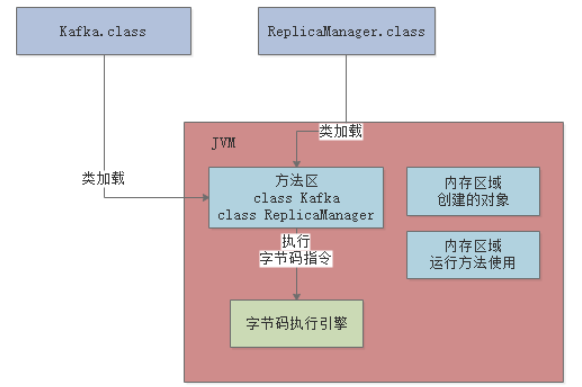 Kafka.class
ReplicaManager.class
类加载
JVM
类加载
方法区
class Kafka
class ReplicaManager
内存区域
创建的对象
执行
字节码指令
内存区域
运行方法使用
字节码执行引擎